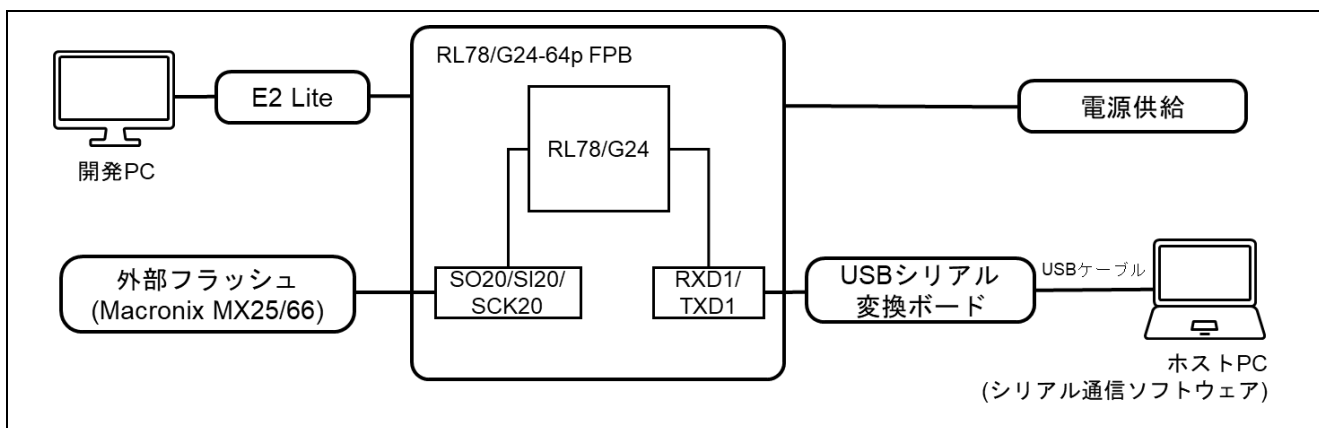 RL78/G24-64p FPB
E2 Lite
電源供給
RL78/G24
開発PC
外部フラッシュ
(Macronix MX25/66)
SO20/SI20/
SCK20
RXD1/
TXD1
USBシリアル
変換ボード
USBケーブル
ホストPC
(シリアル通信ソフトウェア)